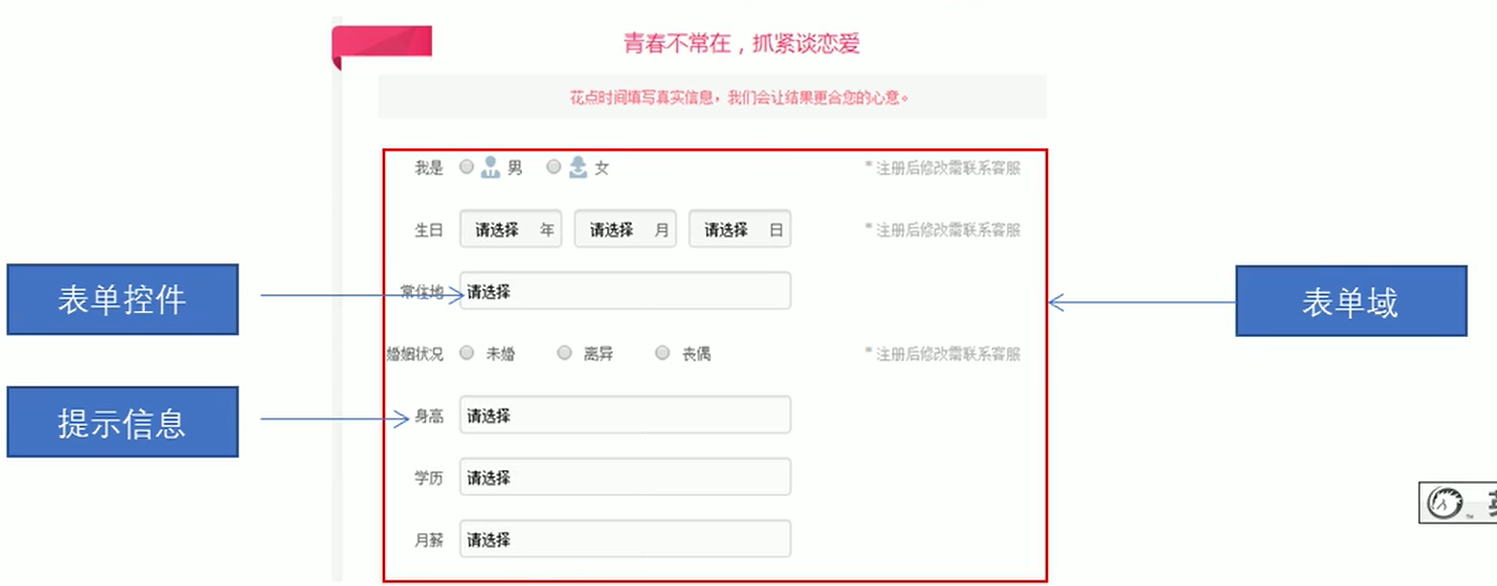 青春不常在，抓紧谈恋爱
花点时间填写真实信息，我们会让结果更合您的心意。
我是 男 女 * 注册后修改需联系客服
生日 请选择 年 请选择 月 请选择 日 * 注册后修改需联系客服
表单控件
常住地 请选择
表单域
婚姻状况 未婚 离异 丧偶 * 注册后修改需联系客服
提示信息
身高 请选择
学历 请选择
月薪 请选择